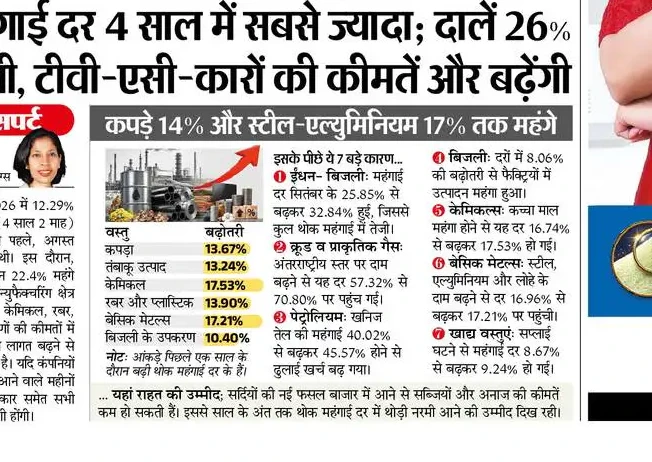 गाई दर 4 साल में सबसे ज्यादा; दालें 26%
टीवी-एसी-कारों की कीमतें और बढ़ेंगी
सपर्ट
कपड़े 14% और स्टील-एल्युमिनियम 17% तक महंगे
26 में 12.29%
4 साल 2 माह)
पहले, अगस्त
थी। इस दौरान,
22.4% महंगे
न्युफैक्चरिंग क्षेत्र
केमिकल, रबर,
गों की कीमतों में
लागत बढ़ने से
है। यदि कंपनियों
आने वाले महीनों
कार समेत सभी
होंगी।
वस्तु बढ़ोतरी
कपड़ा 13.67%
तंबाकू उत्पाद 13.24%
केमिकल 17.53%
रबर और प्लास्टिक 13.90%
बेसिक मेटल्स 17.21%
बिजली के उपकरण 10.40%
नोट: आंकड़े पिछले एक साल के
दौरान बढ़ी थोक महंगाई दर के हैं।
इसके पीछे ये 7 बड़े कारण...
1 ईंधन- बिजली: महंगाई
दर सितंबर के 25.85% से
बढ़कर 32.84% हुई, जिससे
कुल थोक महंगाई में तेजी।
2 क्रूड व प्राकृतिक गैस:
अंतरराष्ट्रीय स्तर पर दाम
बढ़ने से यह दर 57.32% से
70.80% पर पहुंच गई।
3 पेट्रोलियम: खनिज
तेल की महंगाई 40.02%
से बढ़कर 45.57% होने से
ढुलाई खर्च बढ़ गया।
4 बिजली: दरों में 8.06%
की बढ़ोतरी से फैक्ट्रियों में
उत्पादन महंगा हुआ।
5 केमिकल्स: कच्चा माल
महंगा होने से यह दर 16.74%
से बढ़कर 17.53% हो गई।
6 बेसिक मेटल्स: स्टील,
एल्युमिनियम और लोहे के
दाम बढ़ने से दर 16.96% से
बढ़कर 17.21% पर पहुंची।
7 खाद्य वस्तुएं: सप्लाई
घटने से महंगाई दर 8.67%
से बढ़कर 9.24% हो गई।
... यहां राहत की उम्मीद; सर्दियों की नई फसल बाजार में आने से सब्जियों और अनाज की कीमतें
कम हो सकती हैं। इससे साल के अंत तक थोक महंगाई दर में थोड़ी नरमी आने की उम्मीद दिख रही।